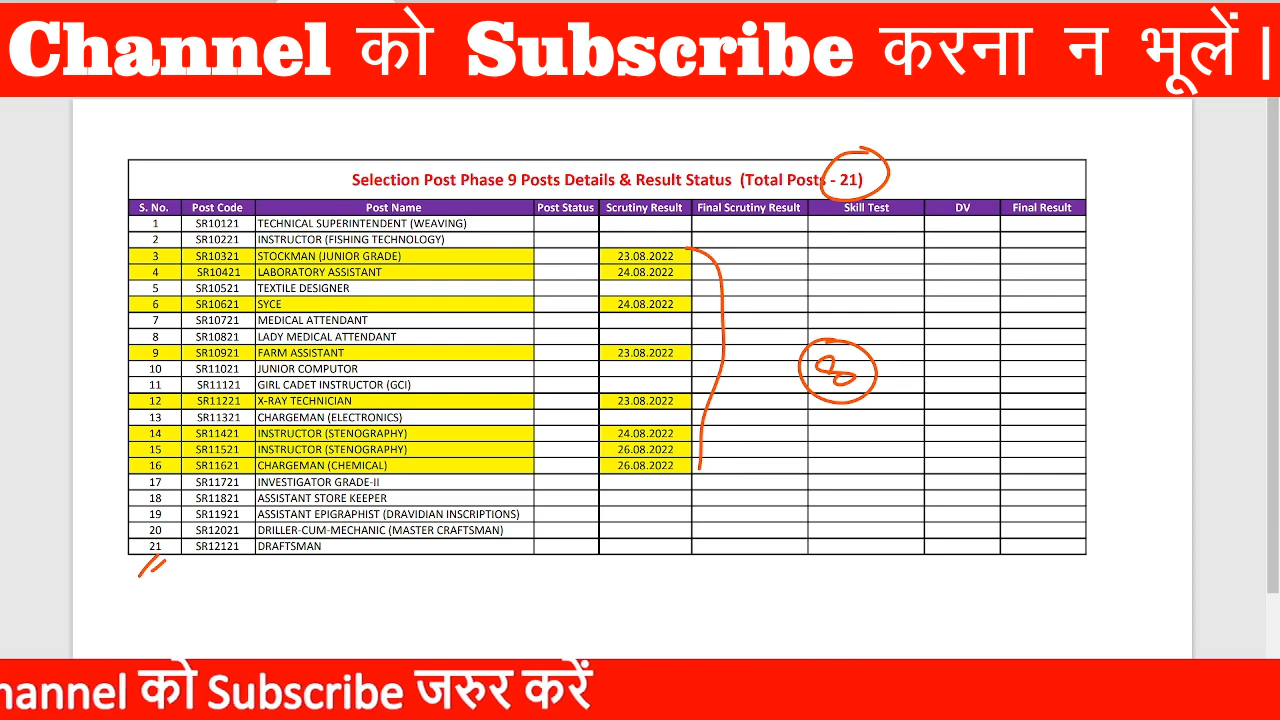 Channel को Subscribe करना न भूलें।
Selection Post Phase 9 Posts Details & Result Status (Total Posts - 21)
S. No. Post Code Post Name Post Status Scrutiny Result Final Scrutiny Result Skill Test DV Final Result
1 SR10121 TECHNICAL SUPERINTENDENT (WEAVING)
2 SR10221 INSTRUCTOR (FISHING TECHNOLOGY)
3 SR10321 STOCKMAN (JUNIOR GRADE) 23.08.2022
4 SR10421 LABORATORY ASSISTANT 24.08.2022
5 SR10521 TEXTILE DESIGNER
6 SR10621 SYCE 24.08.2022
7 SR10721 MEDICAL ATTENDANT
8 SR10821 LADY MEDICAL ATTENDANT
9 SR10921 FARM ASSISTANT 23.08.2022
10 SR11021 JUNIOR COMPUTOR
8
11 SR11121 GIRL CADET INSTRUCTOR (GCI)
12 SR11221 X-RAY TECHNICIAN 23.08.2022
13 SR11321 CHARGEMAN (ELECTRONICS)
14 SR11421 INSTRUCTOR (STENOGRAPHY) 24.08.2022
15 SR11521 INSTRUCTOR (STENOGRAPHY) 26.08.2022
16 SR11621 CHARGEMAN (CHEMICAL) 26.08.2022
17 SR11721 INVESTIGATOR GRADE-II
18 SR11821 ASSISTANT STORE KEEPER
19 SR11921 ASSISTANT EPIGRAPHIST (DRAVIDIAN INSCRIPTIONS)
20 SR12021 DRILLER-CUM-MECHANIC (MASTER CRAFTSMAN)
21 SR12121 DRAFTSMAN
hannel को Subscribe जरुर करें